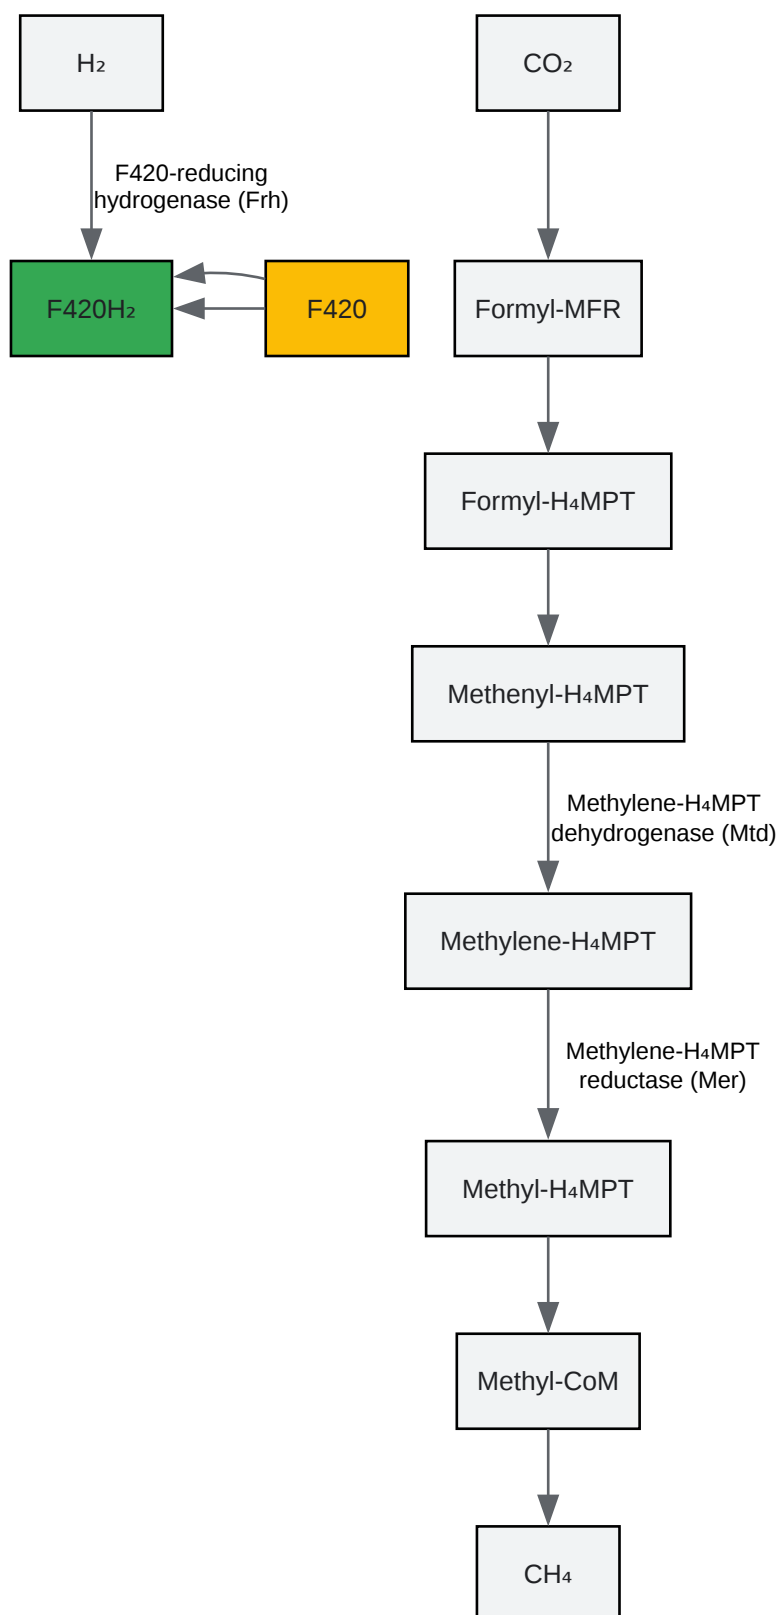 H₂
CO₂
F420-reducing
hydrogenase (Frh)
F420H₂
F420
Formyl-MFR
Formyl-H₄MPT
Methenyl-H₄MPT
Methylene-H₄MPT
dehydrogenase (Mtd)
Methylene-H₄MPT
Methylene-H₄MPT
reductase (Mer)
Methyl-H₄MPT
Methyl-CoM
CH₄